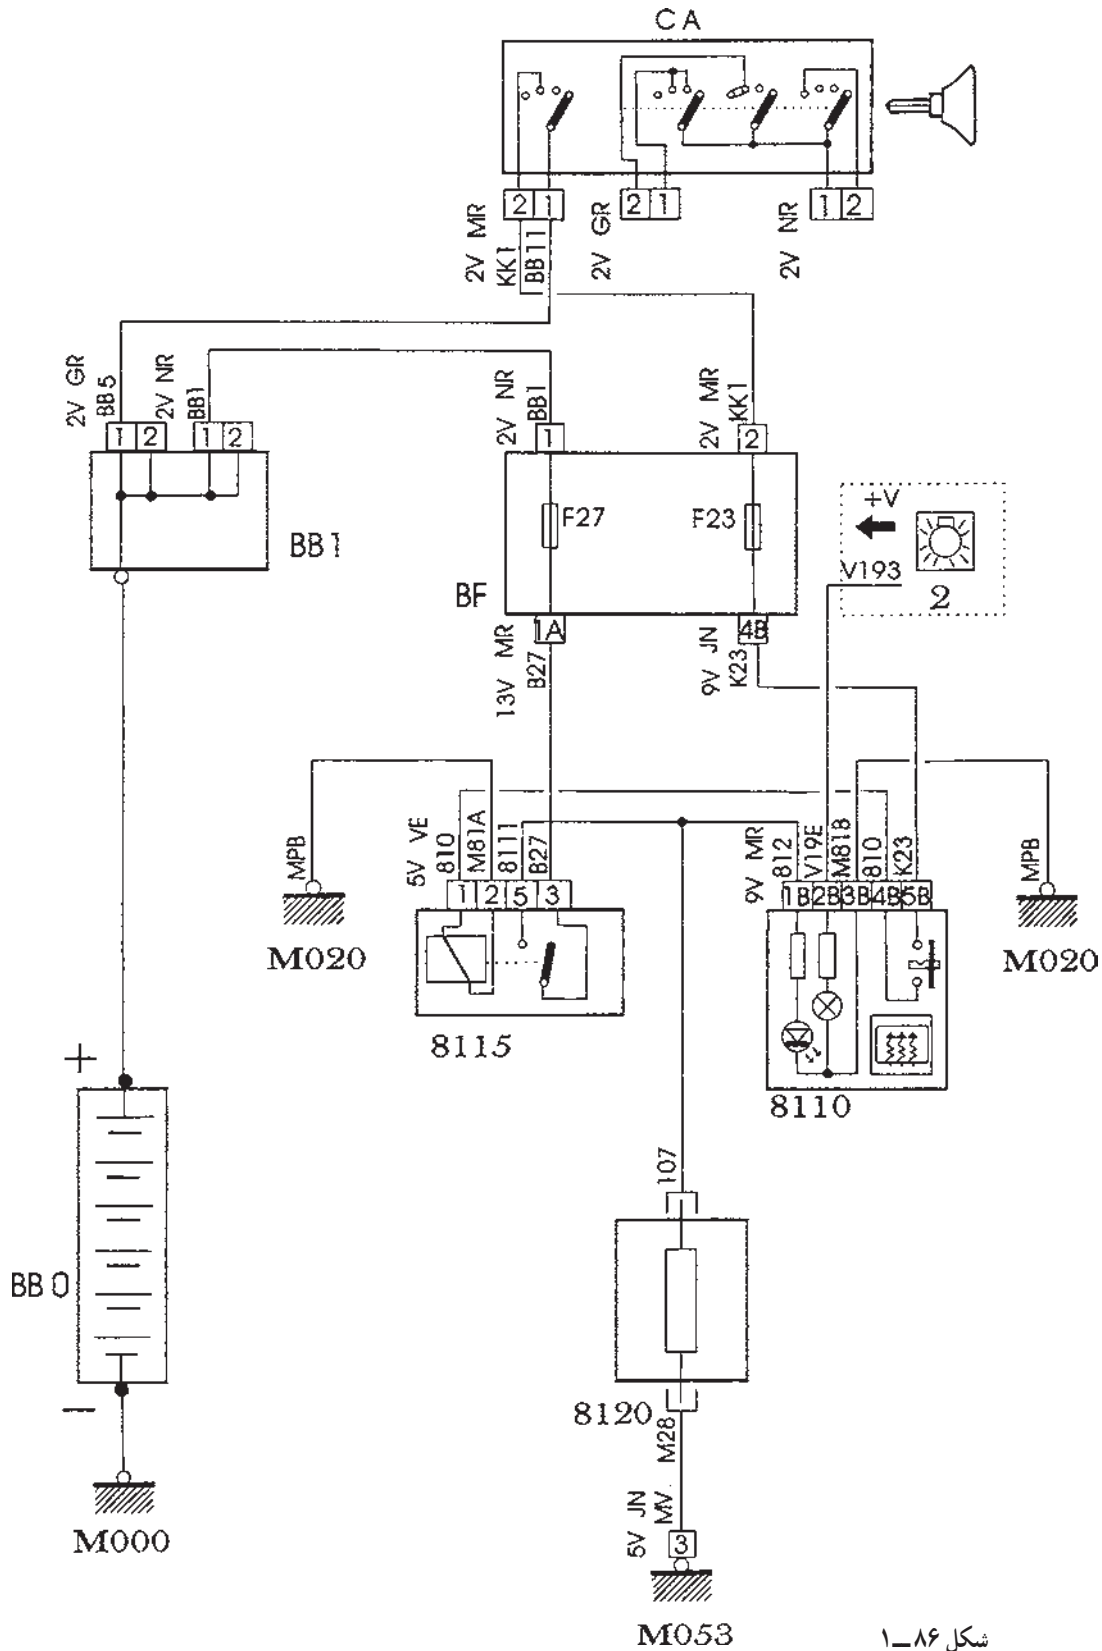 CA
2 1
2 1
1 2
2V MR
KK1
BB11
2V GR
2V NR
2V GR
BB5
2V NR
BB1
2V NR
BB1
2V MR
KK1
1 2
1 2
1
2
BB1
F27
F23
BF
+V
V193
2
1A
4B
13V MR
B27
9V JN
K23
MPB
5V VE
810
M81A
8111
B27
9V MR
812
V19E
M81B
810
K23
MPB
1 2 5 3
1B 2B 3B 4B 5B
M020
M020
8115
8110
+
107
BB0
8120
–
M28
5V JN
MV.
3
M000
M053
شکل ۸۶–۱